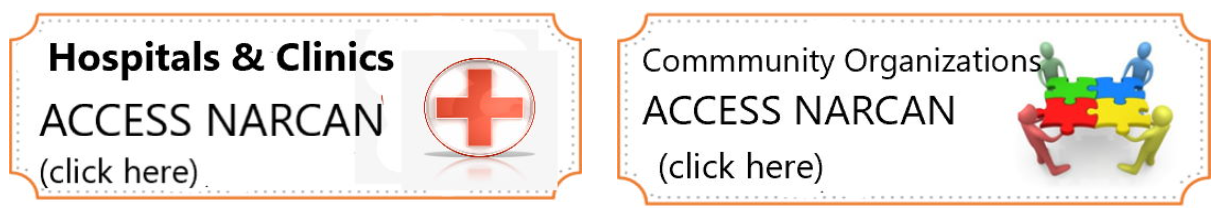 Hospitals & Clinics
ACCESS NARCAN
(click here)
Commmunity Organizations
ACCESS NARCAN
(click here)